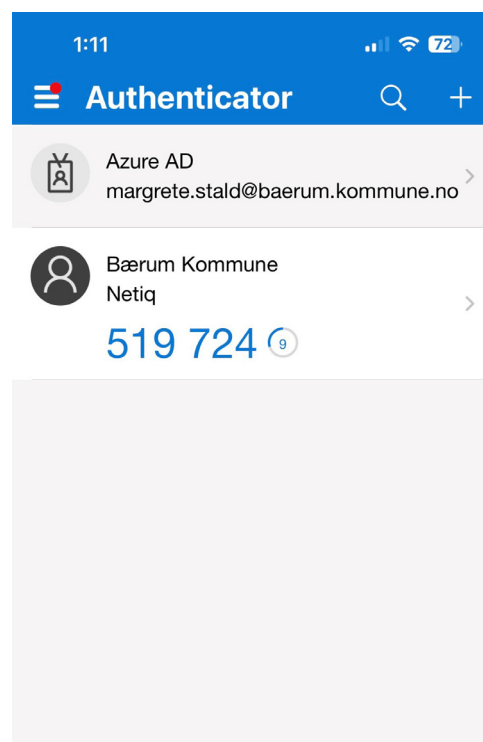 1:11
72
Authenticator
Azure AD
margrete.stald@baerum.kommune.no
Bærum Kommune
Netiq
519 724 9